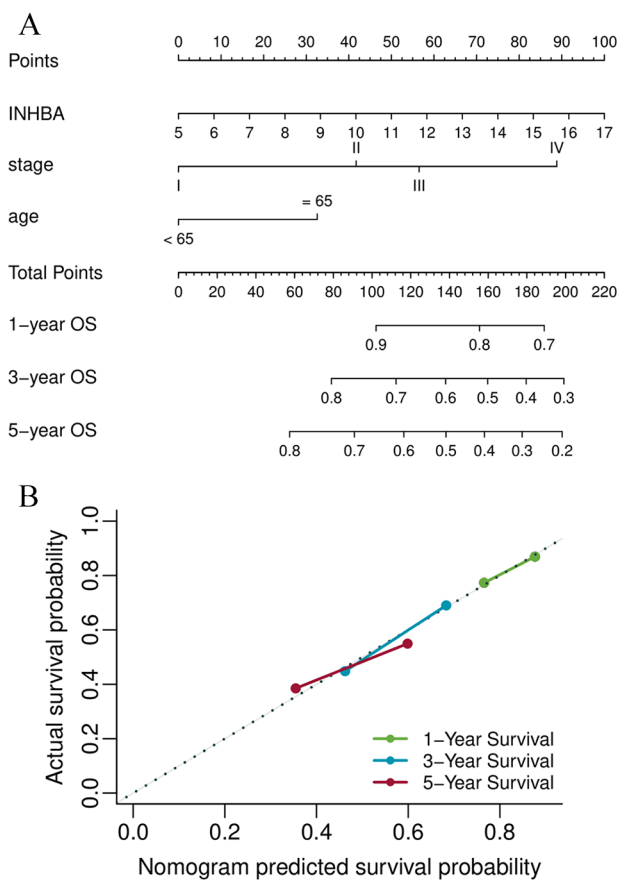 A
0 10 20 30 40 50 60 70 80 90 100
Points
INHBA
5 6 7 8 9 10 11 12 13 14 15 16 17
II IV
stage
I III
= 65
age
< 65
Total Points
0 20 40 60 80 100 120 140 160 180 200 220
1−year OS
0.9 0.8 0.7
3−year OS
0.8 0.7 0.6 0.5 0.4 0.3
5−year OS
0.8 0.7 0.6 0.5 0.4 0.3 0.2
B
Actual survival probability
1.0
0.8
0.6
0.4
0.2
0.0
1−Year Survival
3−Year Survival
5−Year Survival
0.0 0.2 0.4 0.6 0.8
Nomogram predicted survival probability